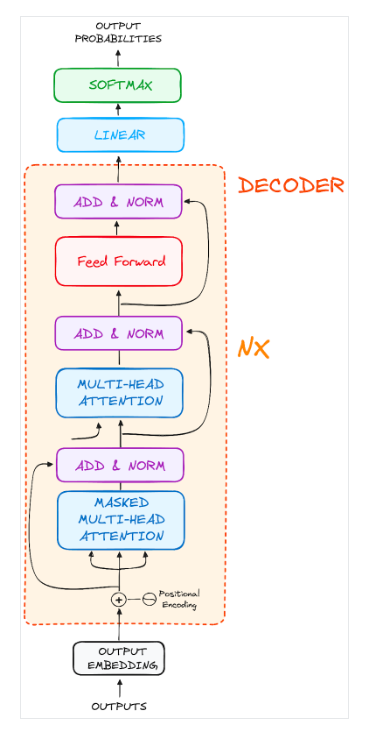 OUTPUT
PROBABILITIES
SOFTMAX
LINEAR
DECODER
ADD & NORM
Feed Forward
ADD & NORM
NX
MULTI-HEAD
ATTENTION
ADD & NORM
MASKED
MULTI-HEAD
ATTENTION
+
Positional
Encoding
OUTPUT
EMBEDDING
OUTPUTS